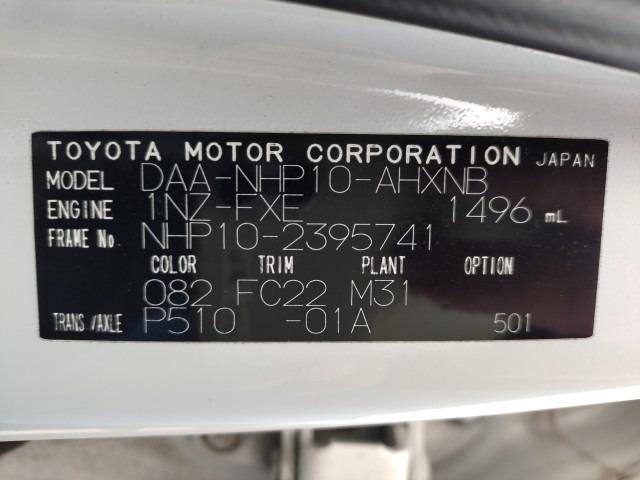 TOYOTA MOTOR CORPORATION JAPAN
MODEL DAA-NHP10-AHXNB
ENGINE 1NZ-FXE 1496 mL
FRAME No NHP10-2395741
COLOR TRIM PLANT OPTION
082 FC22 M31
TRANS./AXLE P510 -01A 501